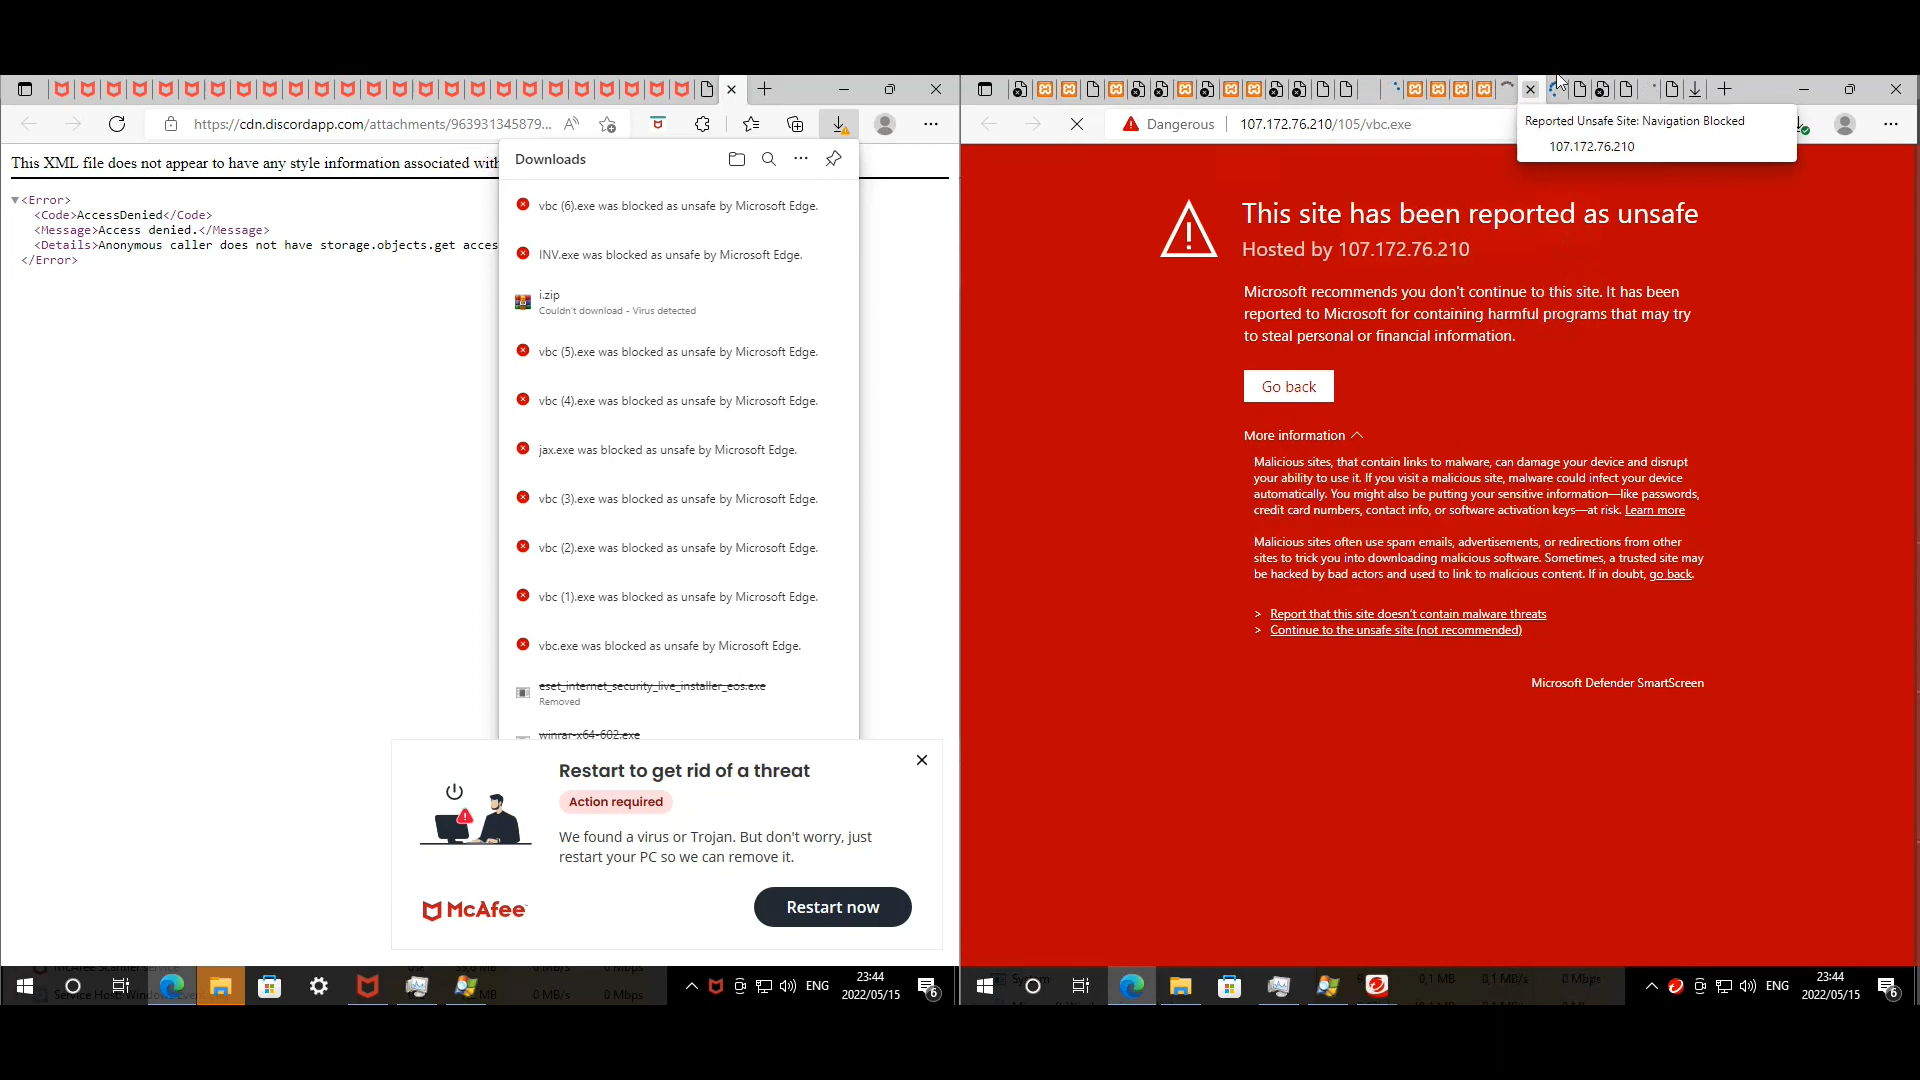 https://cdn.discordapp.com/attachments/963931345879...
This XML file does not appear to have any style information associated with
<Error>
<Code>AccessDenied</Code>
<Message>Access denied.</Message>
<Details>Anonymous caller does not have storage.objects.get acces
</Error>
Downloads
vbc (6).exe was blocked as unsafe by Microsoft Edge.
INV.exe was blocked as unsafe by Microsoft Edge.
i.zip
Couldn't download - Virus detected
vbc (5).exe was blocked as unsafe by Microsoft Edge.
vbc (4).exe was blocked as unsafe by Microsoft Edge.
jax.exe was blocked as unsafe by Microsoft Edge.
vbc (3).exe was blocked as unsafe by Microsoft Edge.
vbc (2).exe was blocked as unsafe by Microsoft Edge.
vbc (1).exe was blocked as unsafe by Microsoft Edge.
vbc.exe was blocked as unsafe by Microsoft Edge.
eset_internet_security_live_installer_eos.exe
Removed
winrar-x64-602.exe
Restart to get rid of a threat
Action required
We found a virus or Trojan. But don't worry, just
restart your PC so we can remove it.
McAfee
Restart now
ENG
23:44
2022/05/15
6
Dangerous
107.172.76.210/105/vbc.exe
Reported Unsafe Site: Navigation Blocked
107.172.76.210
This site has been reported as unsafe
Hosted by 107.172.76.210
Microsoft recommends you don't continue to this site. It has been
reported to Microsoft for containing harmful programs that may try
to steal personal or financial information.
Go back
More information
Malicious sites, that contain links to malware, can damage your device and disrupt
your ability to use it. If you visit a malicious site, malware could infect your device
automatically. You might also be putting your sensitive information—like passwords,
credit card numbers, contact info, or software activation keys—at risk. Learn more
Malicious sites often use spam emails, advertisements, or redirections from other
sites to trick you into downloading malicious software. Sometimes, a trusted site may
be hacked by bad actors and used to link to malicious content. If in doubt, go back.
> Report that this site doesn't contain malware threats
> Continue to the unsafe site (not recommended)
Microsoft Defender SmartScreen
ENG
23:44
2022/05/15
6